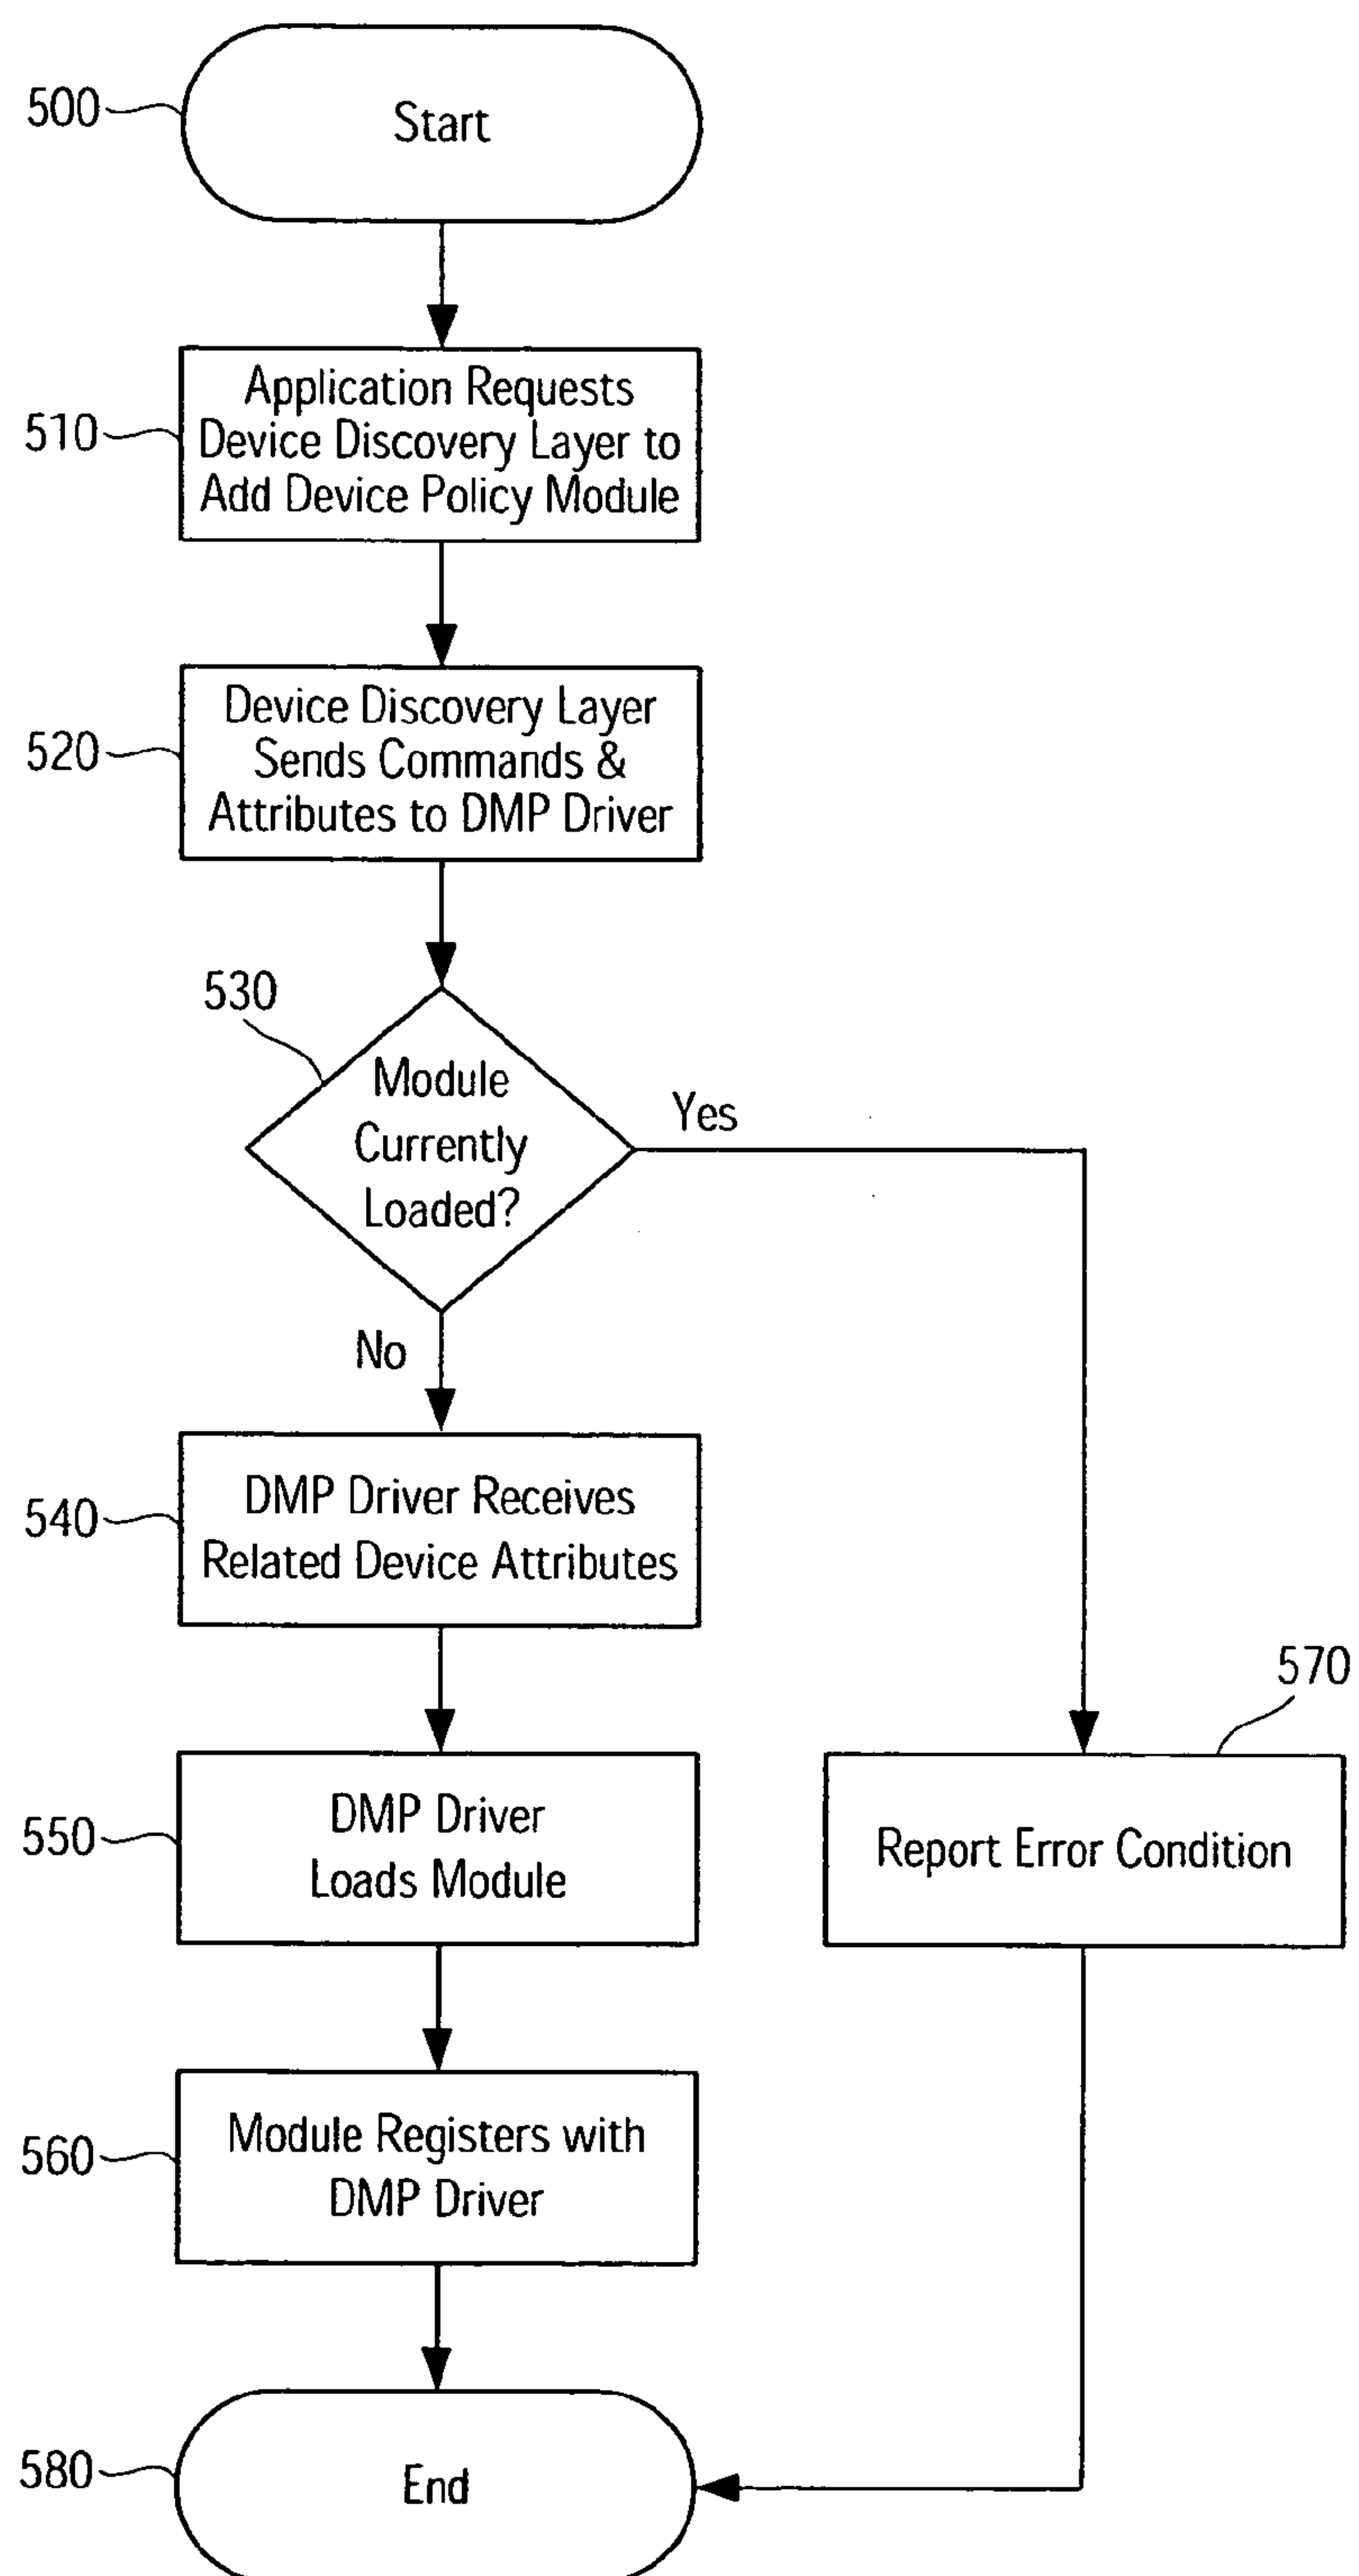 500
Start
510
Application Requests
Device Discovery Layer to
Add Device Policy Module
520
Device Discovery Layer
Sends Commands &
Attributes to DMP Driver
530
Module
Currently
Loaded?
Yes
No
540
DMP Driver Receives
Related Device Attributes
550
DMP Driver
Loads Module
570
Report Error Condition
560
Module Registers with
DMP Driver
580
End